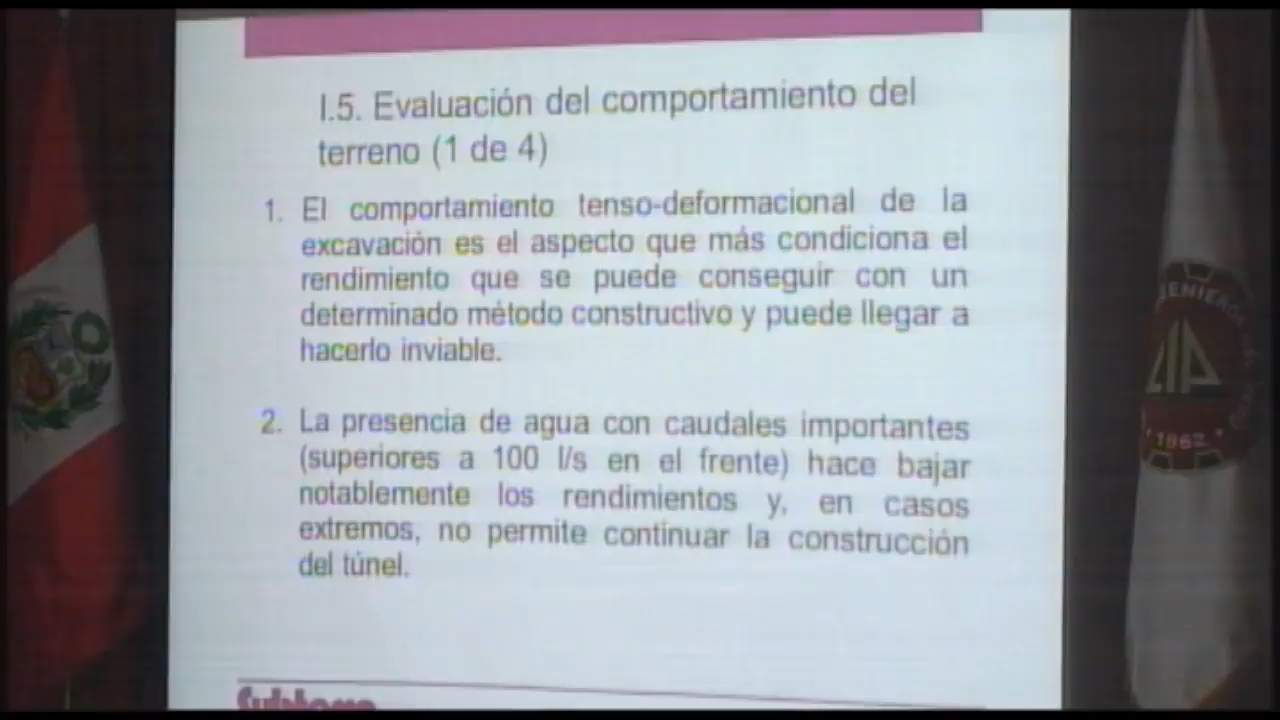 I.5. Evaluación del comportamiento del
terreno (1 de 4)
1. El comportamiento tenso-deformacional de la
excavación es el aspecto que más condiciona el
rendimiento que se puede conseguir con un
determinado método constructivo y puede llegar a
hacerlo inviable.
2. La presencia de agua con caudales importantes
(superiores a 100 l/s en el frente) hace bajar
notablemente los rendimientos y, en casos
extremos, no permite continuar la construcción
del túnel.
CIP
1962